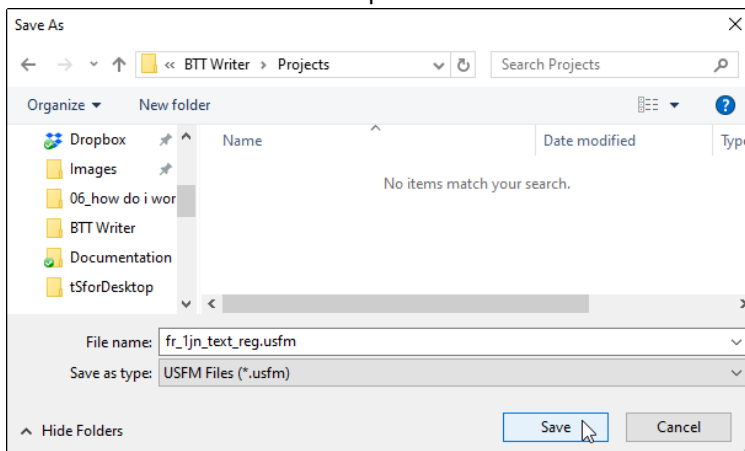 Save As
« BTT Writer › Projects
Search Projects
Organize
New folder
Name
Date modified
Type
Dropbox
No items match your search.
Images
06_how do i wor
BTT Writer
Documentation
tSforDesktop
File name: fr_1jn_text_reg.usfm
Save as type: USFM Files (*.usfm)
Hide Folders
Save
Cancel